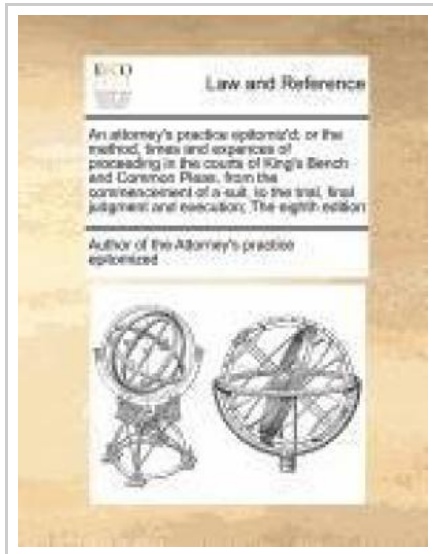 ECCO
Law and Reference
An attorney's practice epitomiz'd; or the
method, times and expences of
proceeding in the courts of King's Bench
and Common Pleas, from the
commencement of a suit, to the trial, final
judgment and execution; The eighth edition
Author of the Attorney's practice
epitomized